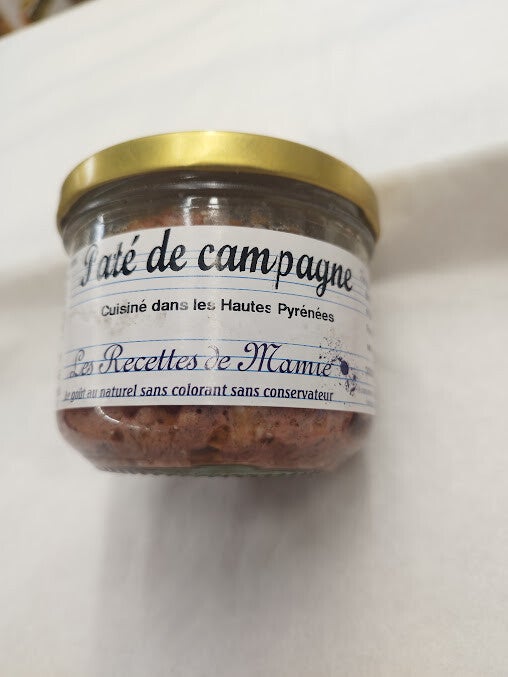 Paté de campagne
Cuisiné dans les Hautes Pyrénées
Les Recettes de Mamie
le goût au naturel sans colorant sans conservateur